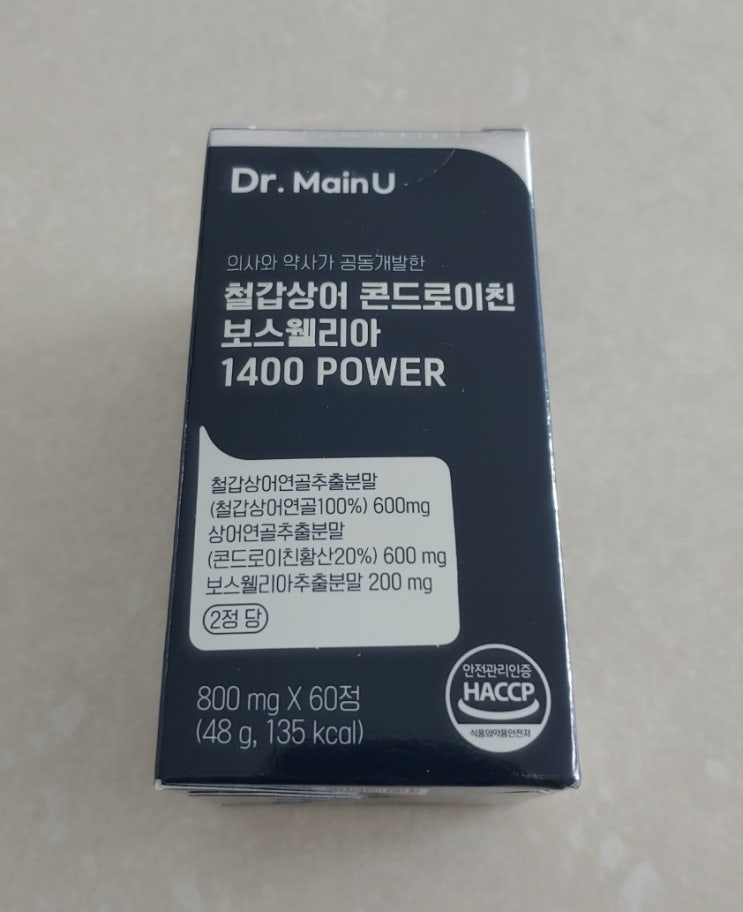 Dr. MainU
의사와 약사가 공동개발한
철갑상어 콘드로이친
보스웰리아
1400 POWER
철갑상어연골추출분말
(철갑상어연골100%) 600mg
상어연골추출분말
(콘드로이친황산20%) 600 mg
보스웰리아추출분말 200 mg
2정 당
800 mg X 60정
(48 g, 135 kcal)
안전관리인증
HACCP
식품의약품안전처